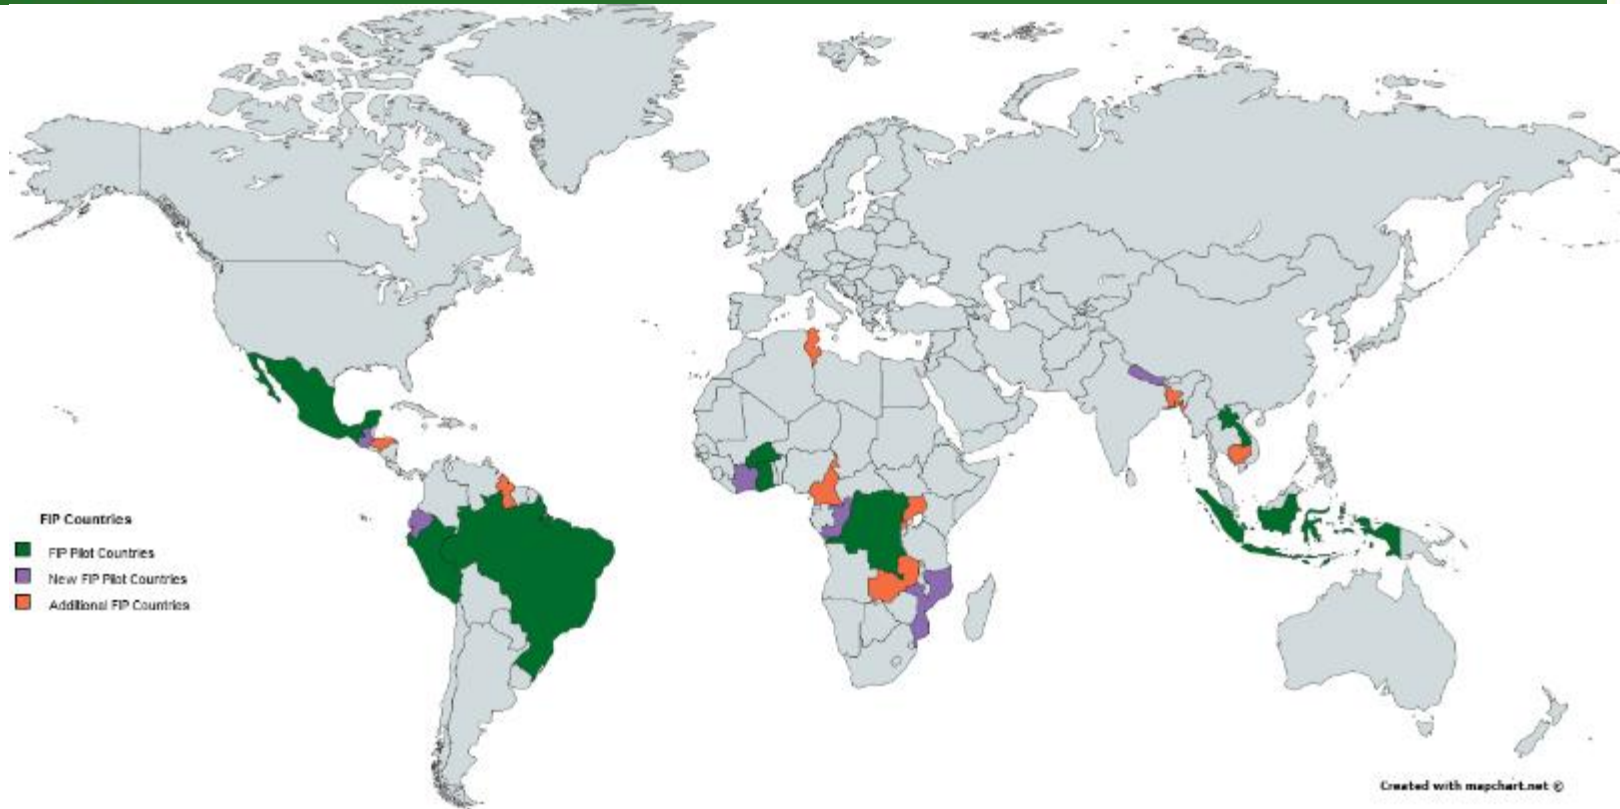 FIP Countries
FIP Pilot Countries
New FIP Pilot Countries
Additional FIP Countries
Created with mapchart.net ©